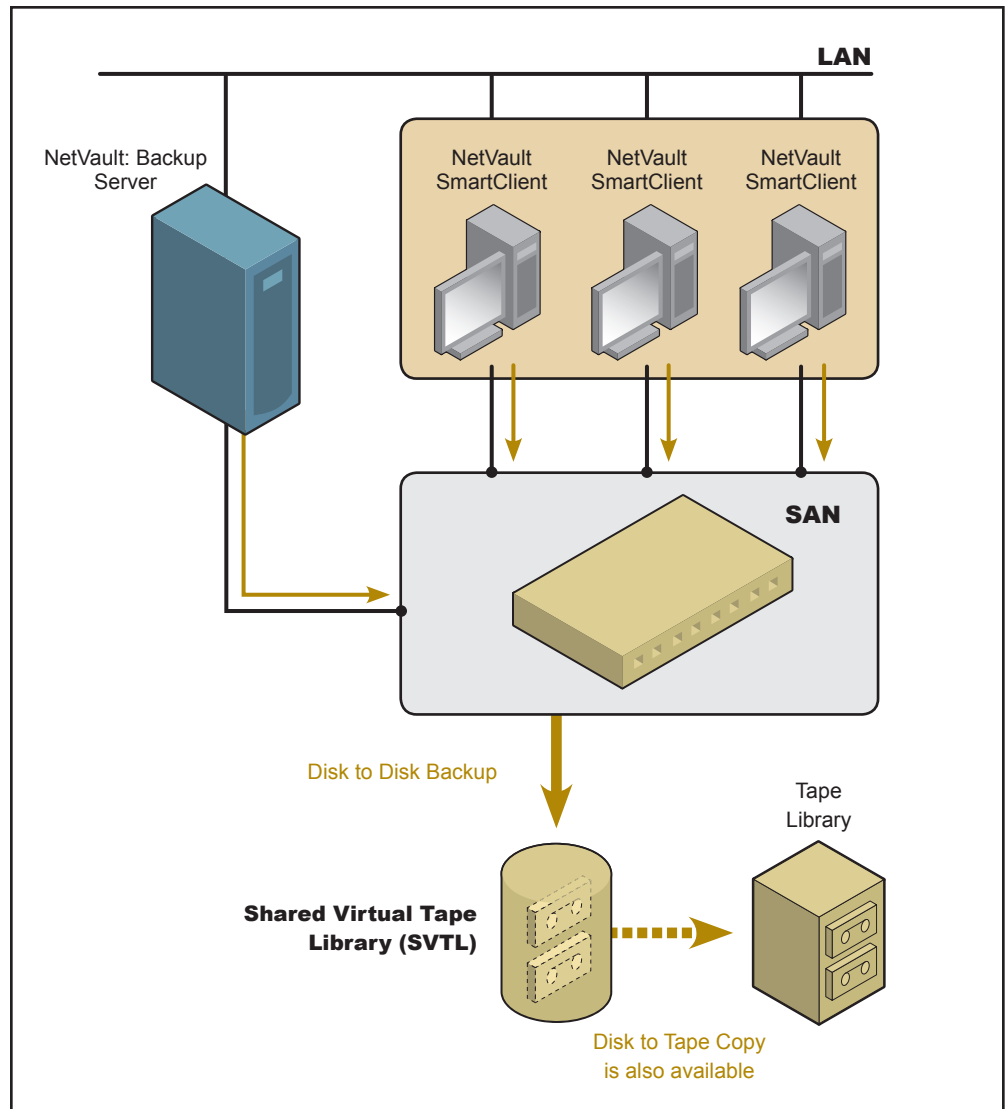 LAN
NetVault: Backup
Server
NetVault
SmartClient
NetVault
SmartClient
NetVault
SmartClient
SAN
Disk to Disk Backup
Tape
Library
Shared Virtual Tape
Library (SVTL)
Disk to Tape Copy
is also available